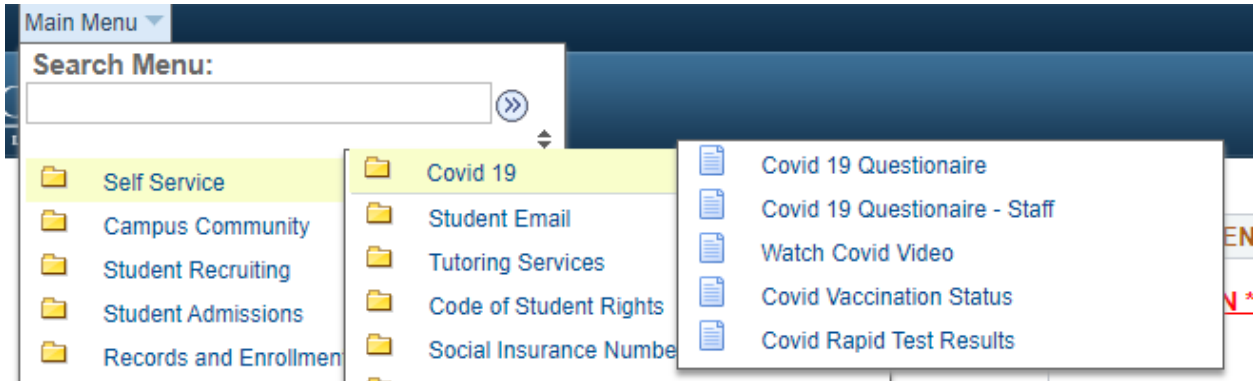 Main Menu
Search Menu:
Self Service
Campus Community
Student Recruiting
Student Admissions
Records and
Covid 19
Student Email
Tutoring Services
Code of Student Rights
Social Insurance
Covid 19 Questionaire
Covid 19 Questionaire - Staff
Watch Covid Video
Covid Vaccination Status
Covid Rapid Test Results